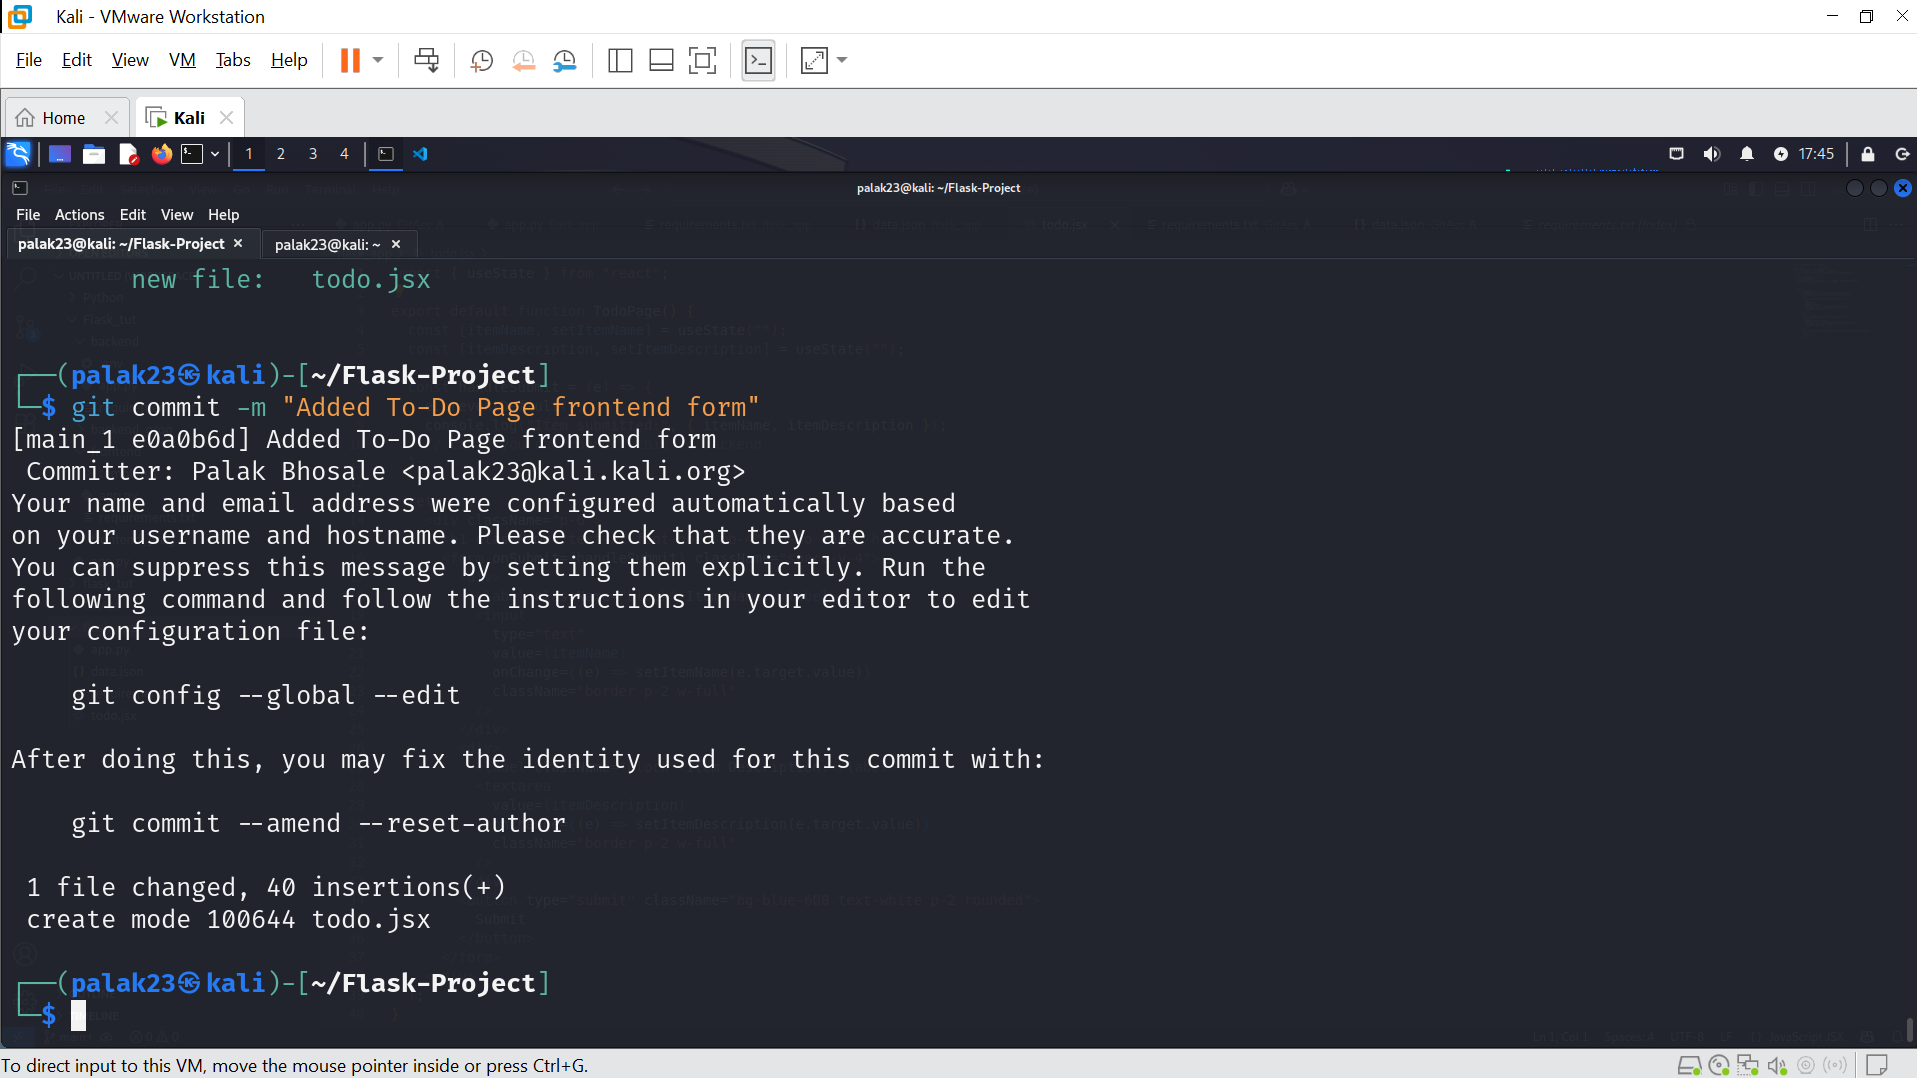 Kali - VMware Workstation
File Edit View VM Tabs Help
Home
Kali
1 2 3 4
17:45
palak23@kali: ~/Flask-Project
File Actions Edit View Help
palak23@kali: ~/Flask-Project
palak23@kali: ~
new file:   todo.jsx
(palak23㉿kali)-[~/Flask-Project]
$ git commit -m "Added To-Do Page frontend form"
[main_1 e0a0b6d] Added To-Do Page frontend form
Committer: Palak Bhosale <palak23@kali.kali.org>
Your name and email address were configured automatically based
on your username and hostname. Please check that they are accurate.
You can suppress this message by setting them explicitly. Run the
following command and follow the instructions in your editor to edit
your configuration file:
git config --global --edit
After doing this, you may fix the identity used for this commit with:
git commit --amend --reset-author
1 file changed, 40 insertions(+)
create mode 100644 todo.jsx
(palak23㉿kali)-[~/Flask-Project]
$
To direct input to this VM, move the mouse pointer inside or press Ctrl+G.